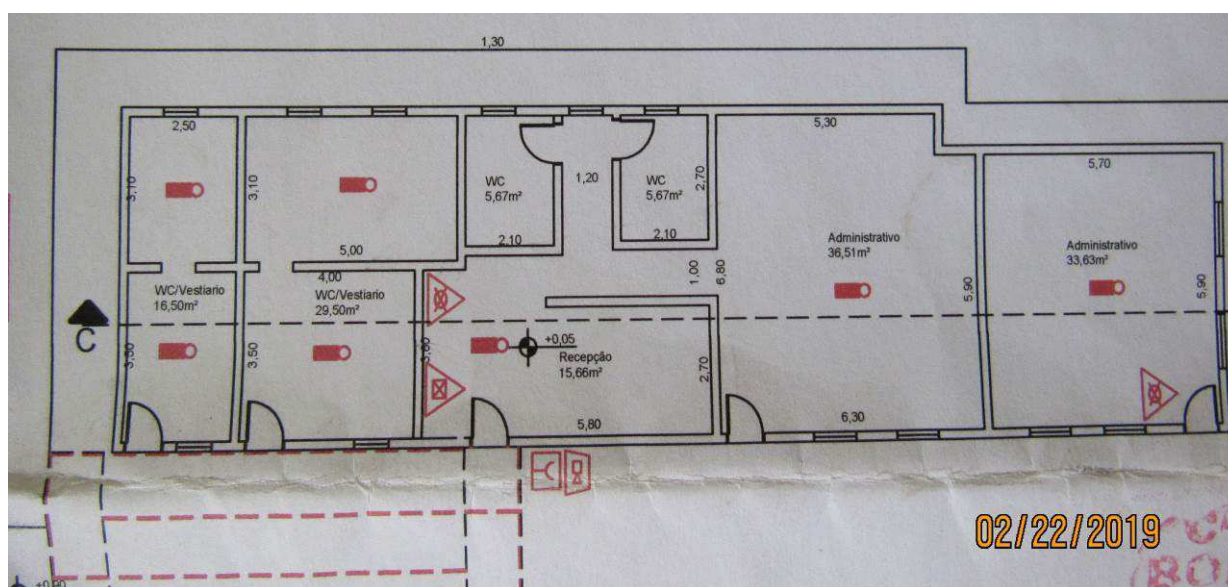 1,30
2,50
5,30
5,70
3,10
3,10
WC
5,67m²
1,20
WC
5,67m²
2,70
2,10
2,10
5,00
4,00
Administrativo
36,51m²
Administrativo
33,63m²
WC/Vestiario
16,50m²
WC/Vestiario
29,50m²
1,00
6,80
5,90
5,90
C
3,50
3,50
3,60
+0,05
Recepção
15,66m²
2,70
5,80
6,30
02/22/2019